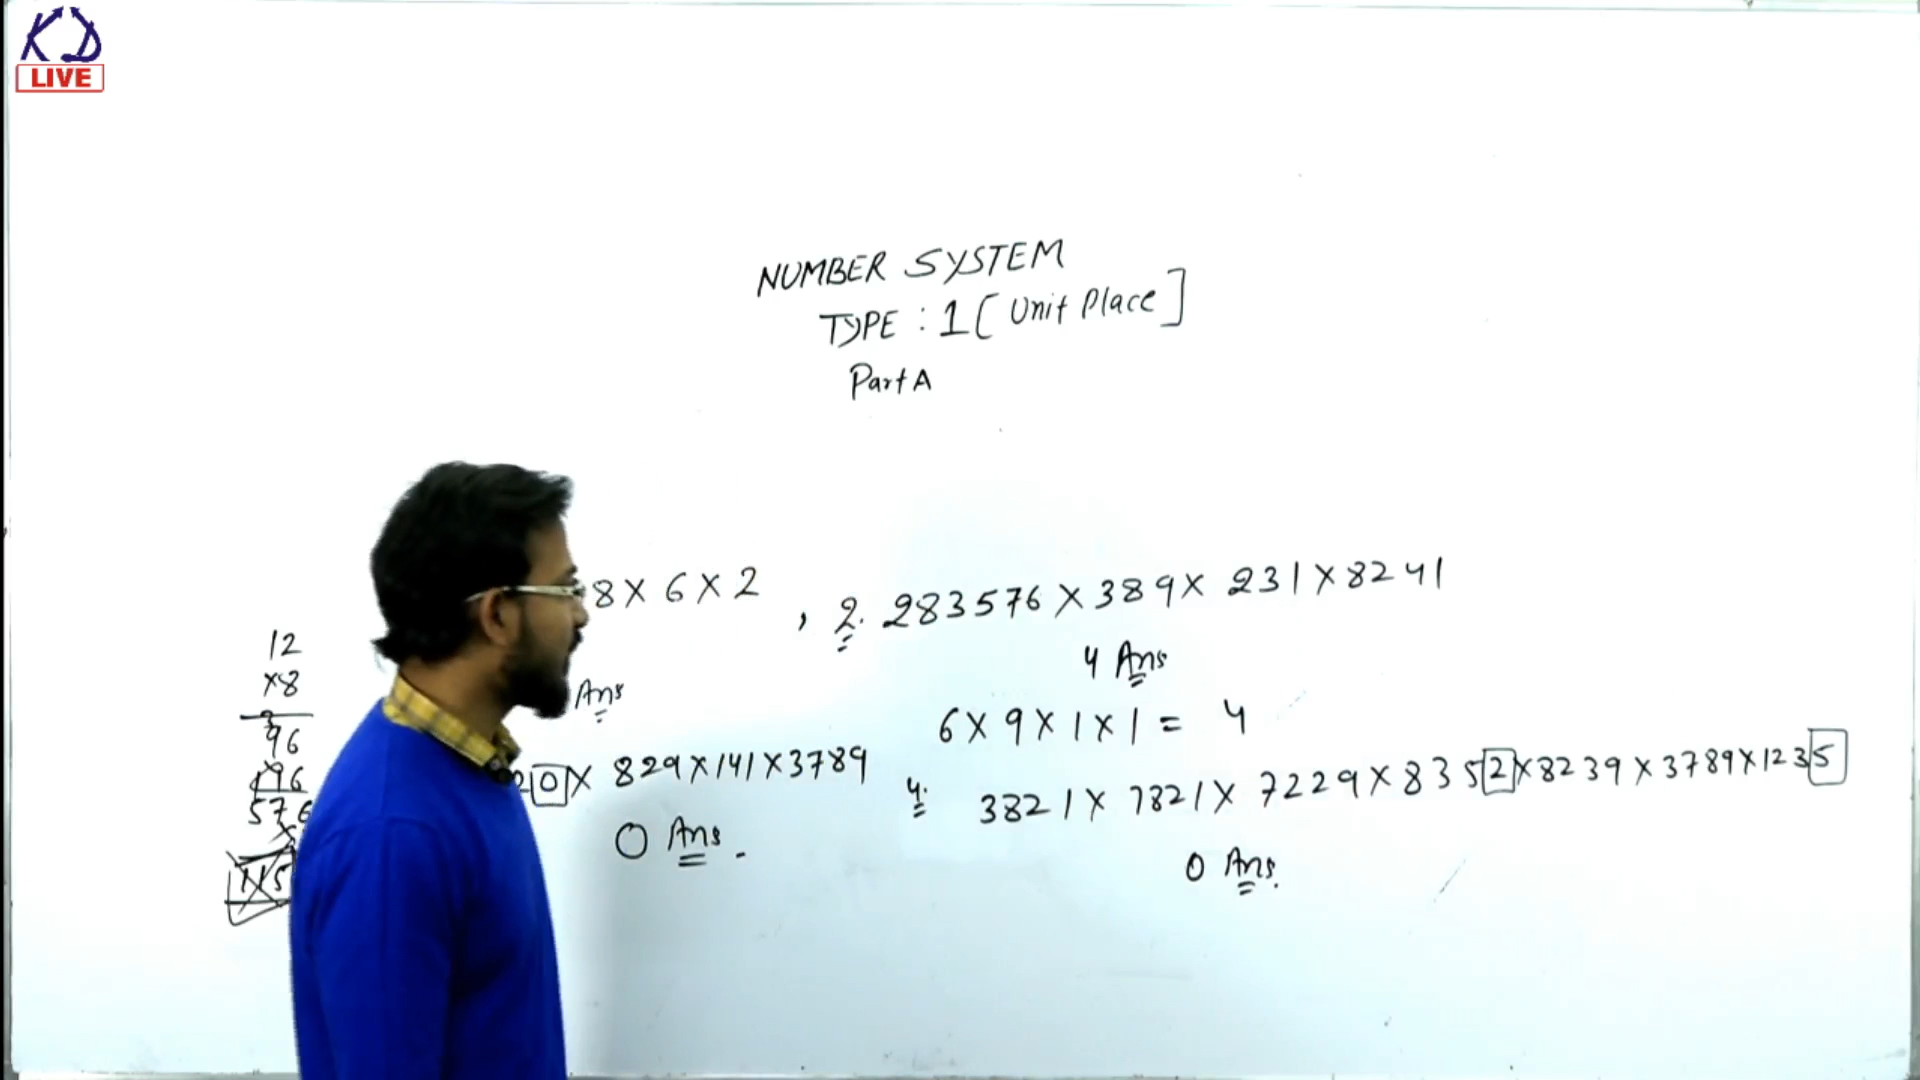 KD
LIVE
NUMBER SYSTEM
TYPE : 1 [ Unit Place ]
Part A
8 X 6 X 2 , 2. 283576 X 389 X 231 X 8241
4 Ans
Ans
6 X 9 X 1 X 1 = 4
20 X 829 X 141 X 3789
0 Ans.
4. 3821 X 7821 X 7229 X 8352 X 8239 X 3789 X 1235
0 Ans.
12
X8
96
576